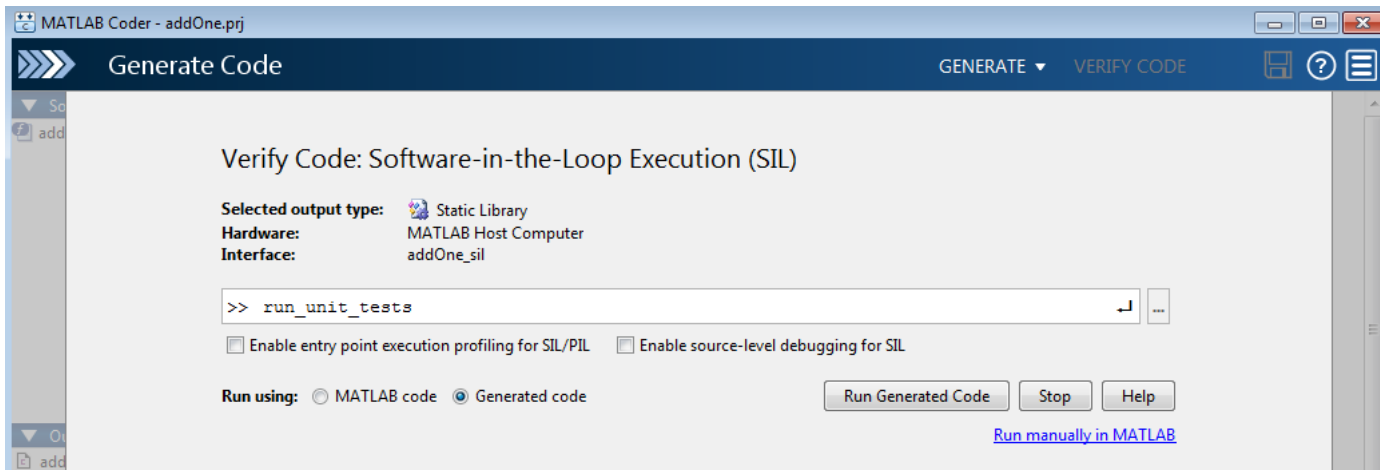 MATLAB Coder - addOne.prj
Generate Code GENERATE VERIFY CODE
So
add
Verify Code: Software-in-the-Loop Execution (SIL)
Selected output type: Static Library
Hardware: MATLAB Host Computer
Interface: addOne_sil
>> run_unit_tests ...
Enable entry point execution profiling for SIL/PIL Enable source-level debugging for SIL
Run using: MATLAB code Generated code Run Generated Code Stop Help
Run manually in MATLAB
Ou
add